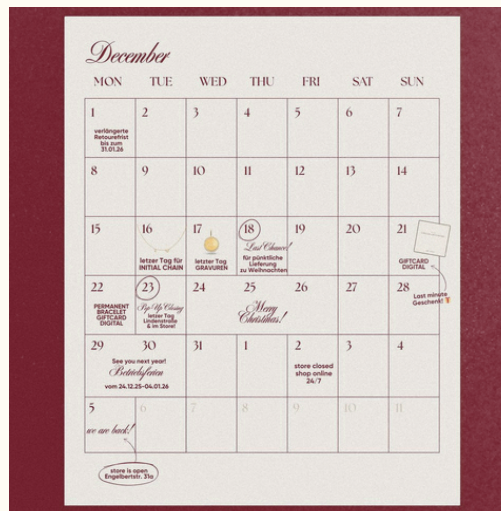 December
MON TUE WED THU FRI SAT SUN
1 2 3 4 5 6 7
verlängerte
Retourefrist
bis zum
31.01.26
8 9 10 11 12 13 14
15 16 17 18 19 20 21
letzer Tag für
INITIAL CHAIN
letzter Tag
GRAVUREN
Last Chance!
für pünktliche
Lieferung
zu Weihnachten
GIFTCARD
DIGITAL
22 23 24 25 26 27 28
PERMANENT
BRACELET
GIFTCARD
DIGITAL
Pop-Up Closing
letzer Tag
Lindenstraße
& im Store!
Merry
Christmas!
Last minute
Geschenk!
29 30 31 1 2 3 4
See you next year!
Betriebsferien
vom 24.12.25-04.01.26
store closed
shop online
24/7
5 6 7 8 9 10 11
we are back!
store is open
Engelbertstr. 31a